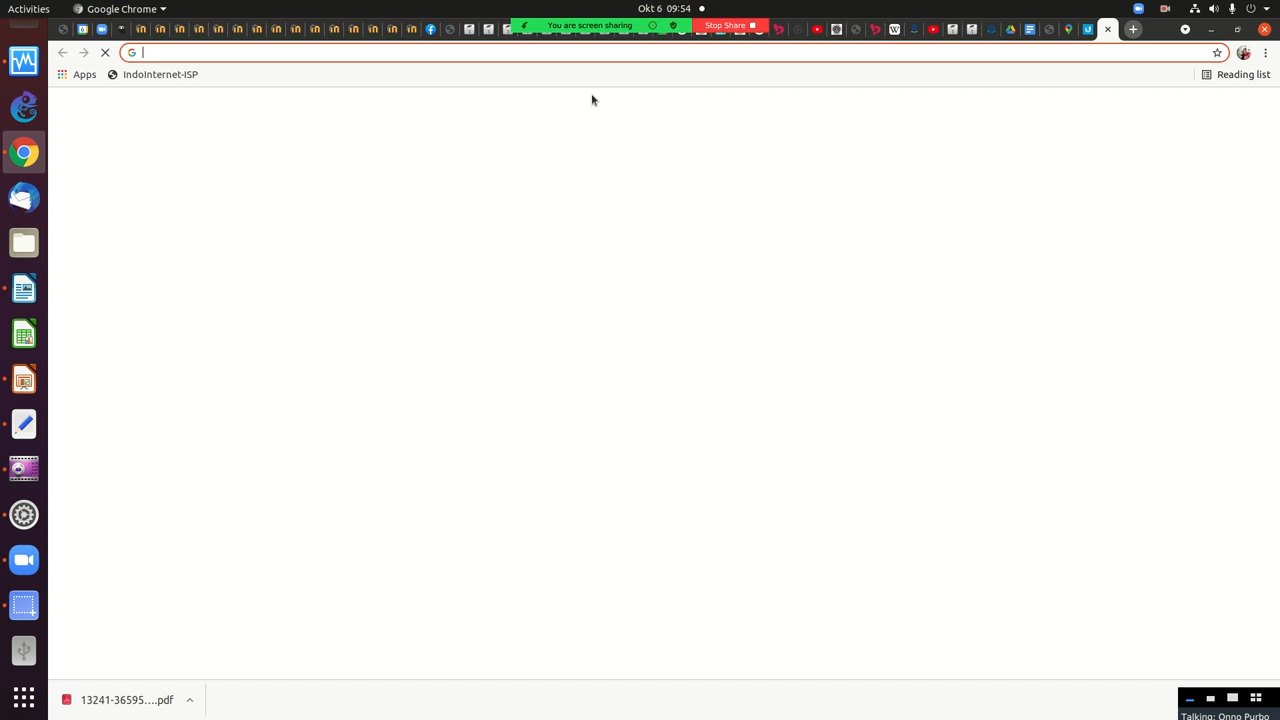 Activities Google Chrome Okt 6 09:54
You are screen sharing Stop Share
Apps IndoInternet-ISP Reading list
13241-36595....pdf
Talking: Onno Purbo